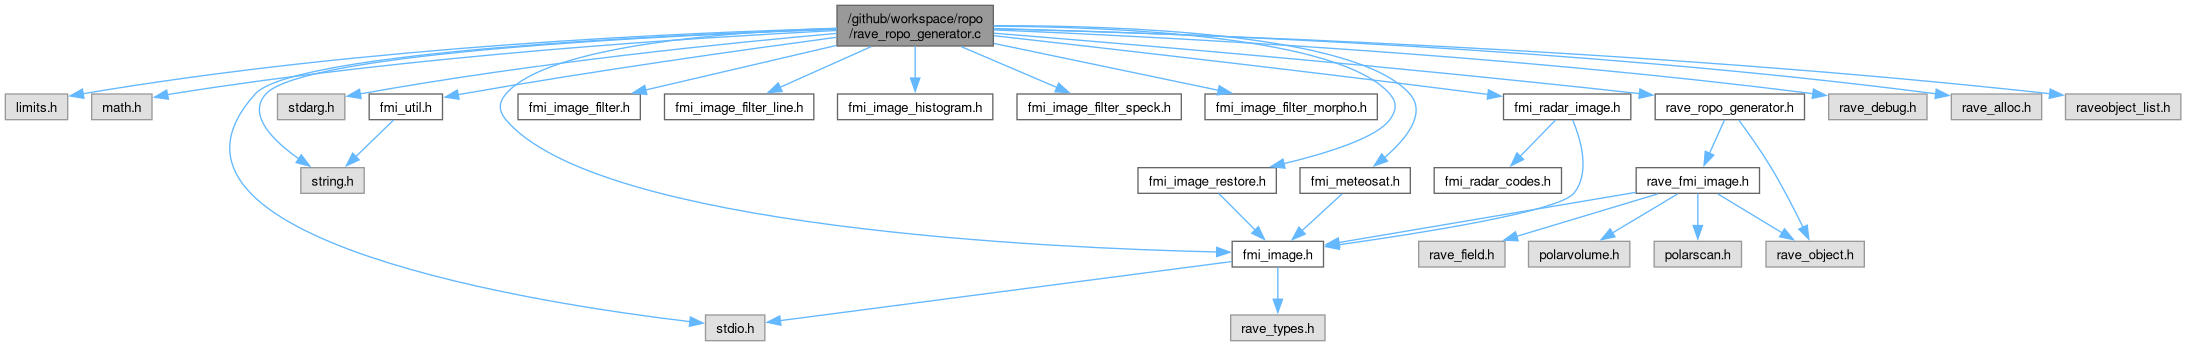 /github/workspace/ropo
/rave_ropo_generator.c
limits.h
math.h
stdarg.h
fmi_util.h
fmi_image_filter.h
fmi_image_filter_line.h
fmi_image_histogram.h
fmi_image_filter_speck.h
fmi_image_filter_morpho.h
fmi_radar_image.h
rave_ropo_generator.h
rave_debug.h
rave_alloc.h
raveobject_list.h
string.h
fmi_image_restore.h
fmi_meteosat.h
fmi_radar_codes.h
rave_fmi_image.h
fmi_image.h
rave_field.h
polarvolume.h
polarscan.h
rave_object.h
stdio.h
rave_types.h